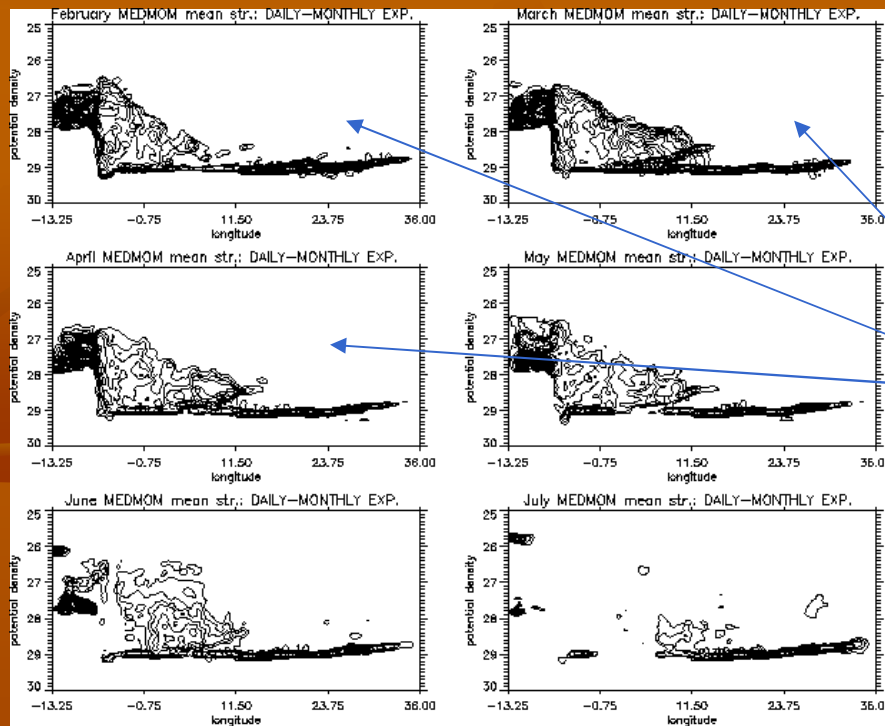 February MEDMOM mean str.: DAILY-MONTHLY EXP.
25
26
27
28
29
30
potential density
-13.25 -0.75 11.50 23.75 36.00
longitude
March MEDMOM mean str.: DAILY-MONTHLY EXP.
25
26
27
28
29
30
potential density
-13.25 -0.75 11.50 23.75 36.00
longitude
April MEDMOM mean str.: DAILY-MONTHLY EXP.
25
26
27
28
29
30
potential density
-13.25 -0.75 11.50 23.75 36.00
longitude
May MEDMOM mean str.: DAILY-MONTHLY EXP.
25
26
27
28
29
30
potential density
-13.25 -0.75 11.50 23.75 36.00
longitude
June MEDMOM mean str.: DAILY-MONTHLY EXP.
25
26
27
28
29
30
potential density
-13.25 -0.75 11.50 23.75 36.00
longitude
July MEDMOM mean str.: DAILY-MONTHLY EXP.
25
26
27
28
29
30
potential density
-13.25 -0.75 11.50 23.75 36.00
longitude